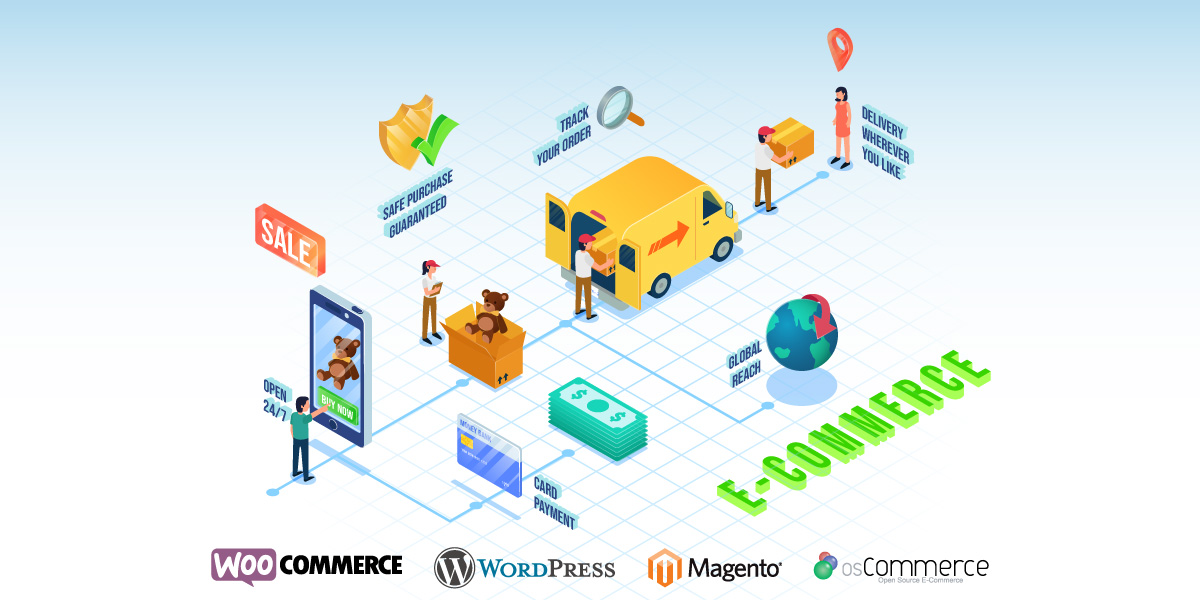 TRACK
YOUR ORDER
DELIVERY
WHEREVER
YOU LIKE
SAFE PURCHASE
GUARANTEED
SALE
OPEN
24/7
BUY NOW
GLOBAL
REACH
E-COMMERCE
CARD
PAYMENT
WOO COMMERCE
WORDPRESS
Magento
osCommerce
Open Source E-Commerce